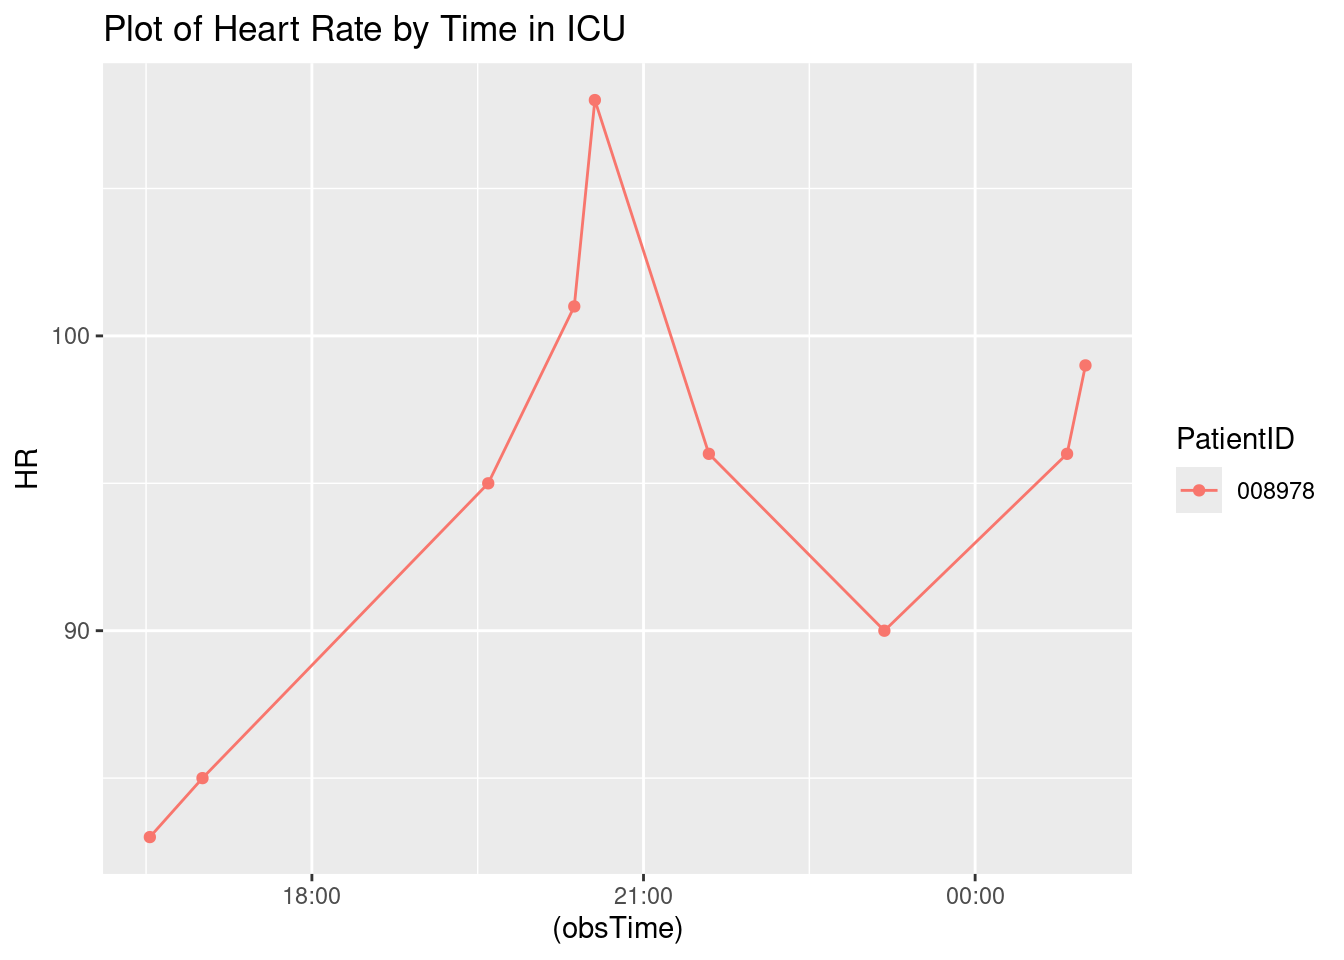 Plot of Heart Rate by Time in ICU
HR
100
90
18:00
21:00
00:00
(obsTime)
PatientID
008978